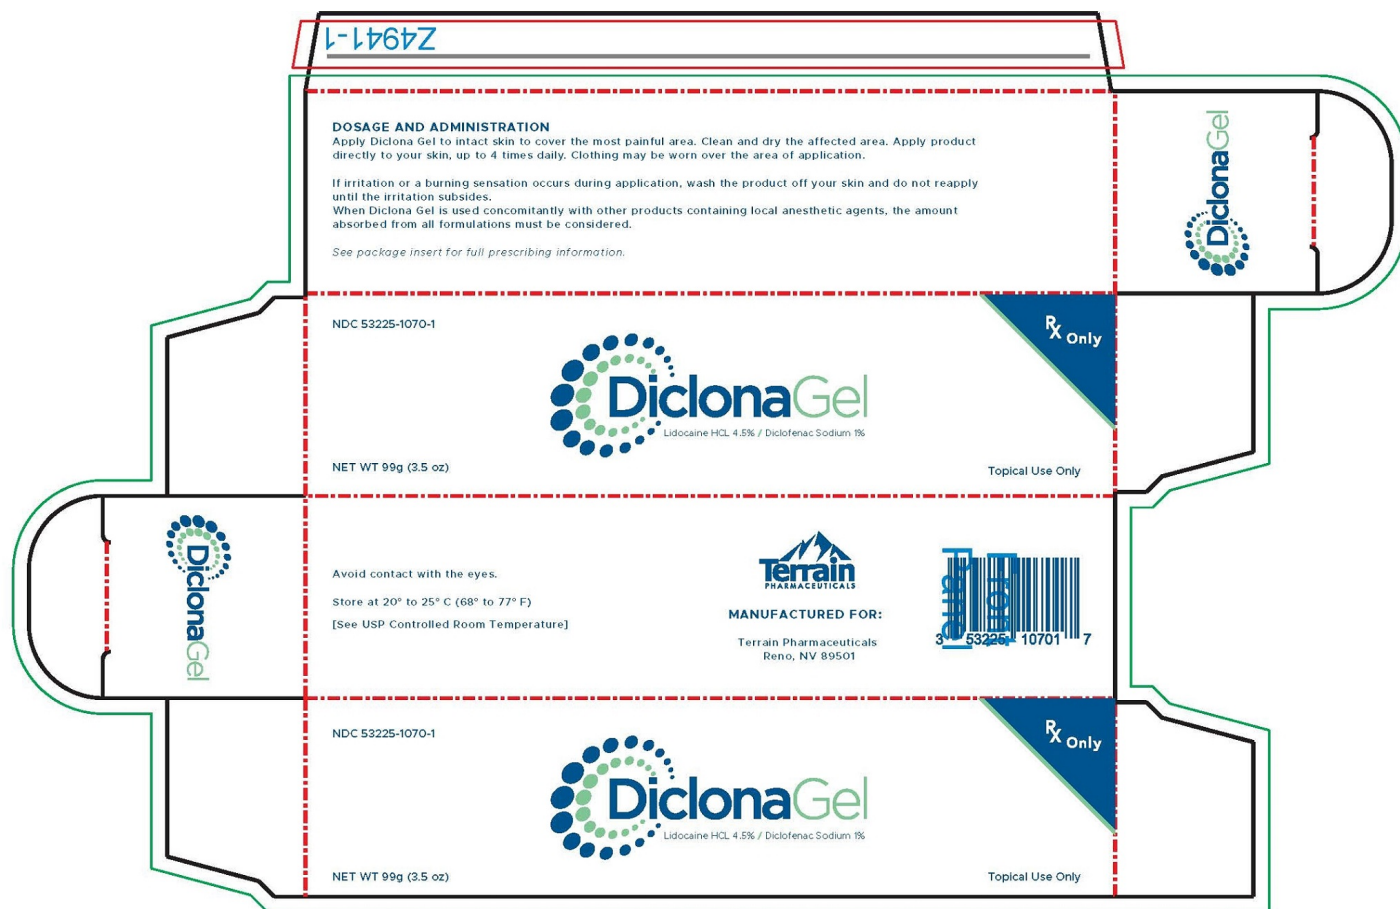 Z4941-1
DOSAGE AND ADMINISTRATION
Apply Diclona Gel to intact skin to cover the most painful area. Clean and dry the affected area. Apply product
directly to your skin, up to 4 times daily. Clothing may be worn over the area of application.
If irritation or a burning sensation occurs during application, wash the product off your skin and do not reapply
until the irritation subsides.
When Diclona Gel is used concomitantly with other products containing local anesthetic agents, the amount
absorbed from all formulations must be considered.
See package insert for full prescribing information.
DiclonaGel
NDC 53225-1070-1
Rx Only
DiclonaGel
Lidocaine HCL 4.5% / Diclofenac Sodium 1%
NET WT 99g (3.5 oz)
Topical Use Only
DiclonaGel
Avoid contact with the eyes.
Store at 20° to 25° C (68° to 77° F)
[See USP Controlled Room Temperature]
Terrain
PHARMACEUTICALS
MANUFACTURED FOR:
Terrain Pharmaceuticals
Reno, NV 89501
Front
Panel
3 53225 10701 7
NDC 53225-1070-1
Rx Only
DiclonaGel
Lidocaine HCL 4.5% / Diclofenac Sodium 1%
NET WT 99g (3.5 oz)
Topical Use Only